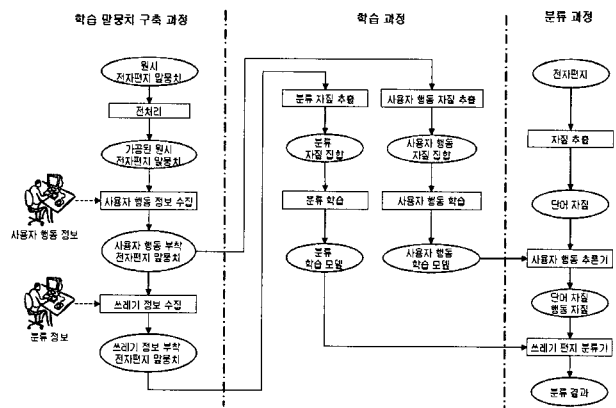 학습 말뭉치 구축 과정
원시
전자편지 말뭉치
전처리
가공된 원시
전자편지 말뭉치
사용자 행동 정보 수집
사용자 행동 정보
사용자 행동 부착
전자편지 말뭉치
쓰레기 정보 수집
분류 정보
쓰레기 정보 부착
전자편지 말뭉치
학습 과정
분류 자질 추출
분류
자질 집합
분류 학습
분류
학습 모델
사용자 행동 자질 추출
사용자 행동
자질 집합
사용자 행동 학습
사용자 행동
학습 모델
분류 과정
전자편지
자질 추출
단어 자질
사용자 행동 추론기
단어 자질
행동 자질
쓰레기 편지 분류기
분류 결과